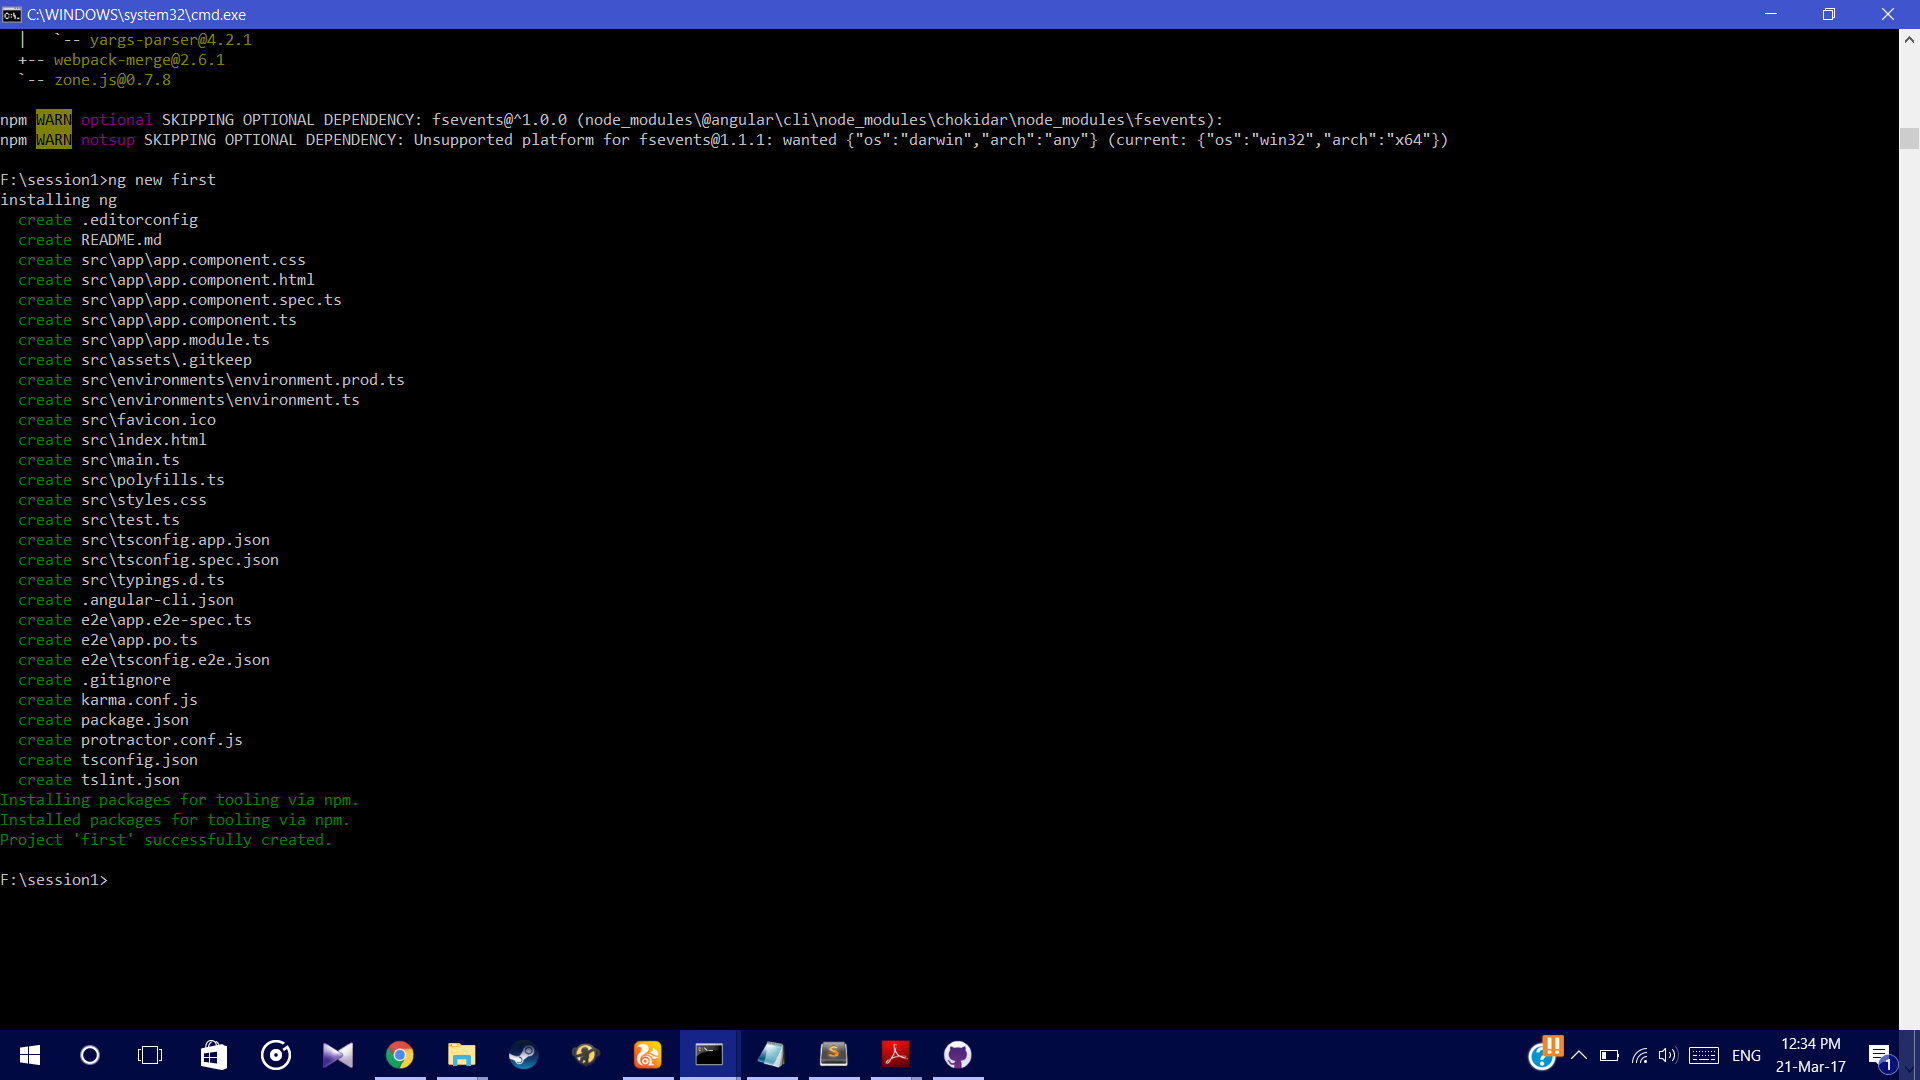 C:\WINDOWS\system32\cmd.exe
|   `-- yargs-parser@4.2.1
+-- webpack-merge@2.6.1
`-- zone.js@0.7.8
npm WARN optional SKIPPING OPTIONAL DEPENDENCY: fsevents@^1.0.0 (node_modules\@angular\cli\node_modules\chokidar\node_modules\fsevents):
npm WARN notsup SKIPPING OPTIONAL DEPENDENCY: Unsupported platform for fsevents@1.1.1: wanted {"os":"darwin","arch":"any"} (current: {"os":"win32","arch":"x64"})
F:\session1>ng new first
installing ng
  create .editorconfig
  create README.md
  create src\app\app.component.css
  create src\app\app.component.html
  create src\app\app.component.spec.ts
  create src\app\app.component.ts
  create src\app\app.module.ts
  create src\assets\.gitkeep
  create src\environments\environment.prod.ts
  create src\environments\environment.ts
  create src\favicon.ico
  create src\index.html
  create src\main.ts
  create src\polyfills.ts
  create src\styles.css
  create src\test.ts
  create src\tsconfig.app.json
  create src\tsconfig.spec.json
  create src\typings.d.ts
  create .angular-cli.json
  create e2e\app.e2e-spec.ts
  create e2e\app.po.ts
  create e2e\tsconfig.e2e.json
  create .gitignore
  create karma.conf.js
  create package.json
  create protractor.conf.js
  create tsconfig.json
  create tslint.json
Installing packages for tooling via npm.
Installed packages for tooling via npm.
Project 'first' successfully created.
F:\session1>
ENG
12:34 PM
21-Mar-17
1